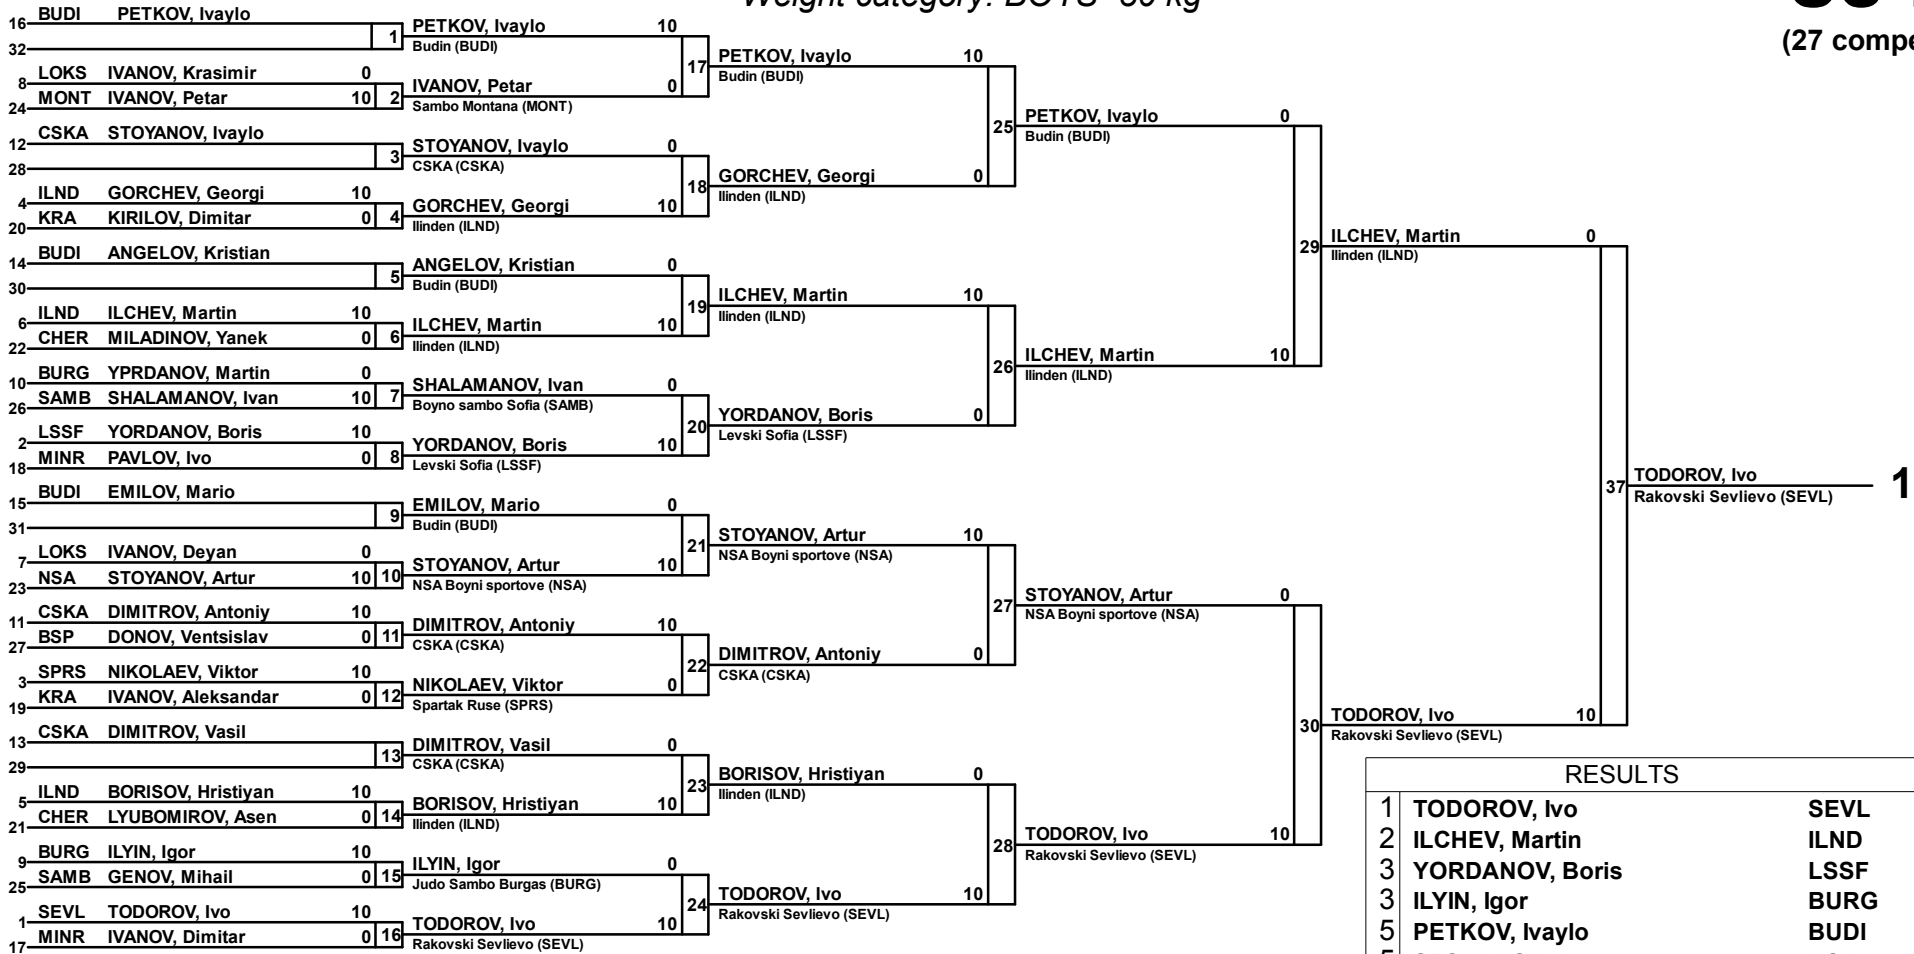 Weight category: BOYS
(27 compe
16 BUDI PETKOV, Ivaylo
32
1
8 LOKS IVANOV, Krasimir 0
24 MONT IVANOV, Petar 10
2
12 CSKA STOYANOV, Ivaylo
28
3
4 ILND GORCHEV, Georgi 10
20 KRA KIRILOV, Dimitar 0
4
14 BUDI ANGELOV, Kristian
30
5
6 ILND ILCHEV, Martin 10
22 CHER MILADINOV, Yanek 0
6
10 BURG YPRDANOV, Martin 0
26 SAMB SHALAMANOV, Ivan 10
7
2 LSSF YORDANOV, Boris 10
18 MINR PAVLOV, Ivo 0
8
15 BUDI EMILOV, Mario
31
9
7 LOKS IVANOV, Deyan 0
23 NSA STOYANOV, Artur 10
10
11 CSKA DIMITROV, Antoniy 10
27 BSP DONOV, Ventsislav 0
11
3 SPRS NIKOLAEV, Viktor 10
19 KRA IVANOV, Aleksandar 0
12
13 CSKA DIMITROV, Vasil
29
13
5 ILND BORISOV, Hristiyan 10
21 CHER LYUBOMIROV, Asen 0
14
9 BURG ILYIN, Igor 10
25 SAMB GENOV, Mihail 0
15
1 SEVL TODOROV, Ivo 10
17 MINR IVANOV, Dimitar 0
16
PETKOV, Ivaylo 10
Budin (BUDI)
17
IVANOV, Petar 0
Sambo Montana (MONT)
STOYANOV, Ivaylo 0
CSKA (CSKA)
18
GORCHEV, Georgi 10
Ilinden (ILND)
ANGELOV, Kristian 0
Budin (BUDI)
19
ILCHEV, Martin 10
Ilinden (ILND)
SHALAMANOV, Ivan 0
Boyno sambo Sofia (SAMB)
20
YORDANOV, Boris 10
Levski Sofia (LSSF)
EMILOV, Mario 0
Budin (BUDI)
21
STOYANOV, Artur 10
NSA Boyni sportove (NSA)
DIMITROV, Antoniy 10
CSKA (CSKA)
22
NIKOLAEV, Viktor 0
Spartak Ruse (SPRS)
DIMITROV, Vasil 0
CSKA (CSKA)
23
BORISOV, Hristiyan 10
Ilinden (ILND)
ILYIN, Igor 0
Judo Sambo Burgas (BURG)
24
TODOROV, Ivo 10
Rakovski Sevlievo (SEVL)
PETKOV, Ivaylo 10
Budin (BUDI)
25
GORCHEV, Georgi 0
Ilinden (ILND)
ILCHEV, Martin 10
Ilinden (ILND)
26
YORDANOV, Boris 0
Levski Sofia (LSSF)
STOYANOV, Artur 10
NSA Boyni sportove (NSA)
27
DIMITROV, Antoniy 0
CSKA (CSKA)
BORISOV, Hristiyan 0
Ilinden (ILND)
28
TODOROV, Ivo 10
Rakovski Sevlievo (SEVL)
PETKOV, Ivaylo 0
Budin (BUDI)
29
ILCHEV, Martin 10
Ilinden (ILND)
STOYANOV, Artur 0
NSA Boyni sportove (NSA)
30
TODOROV, Ivo 10
Rakovski Sevlievo (SEVL)
ILCHEV, Martin 0
Ilinden (ILND)
37
TODOROV, Ivo 10
Rakovski Sevlievo (SEVL)
TODOROV, Ivo 1
Rakovski Sevlievo (SEVL)
RESULTS
1 TODOROV, Ivo SEVL
2 ILCHEV, Martin ILND
3 YORDANOV, Boris LSSF
3 ILYIN, Igor BURG
5 PETKOV, Ivaylo BUDI